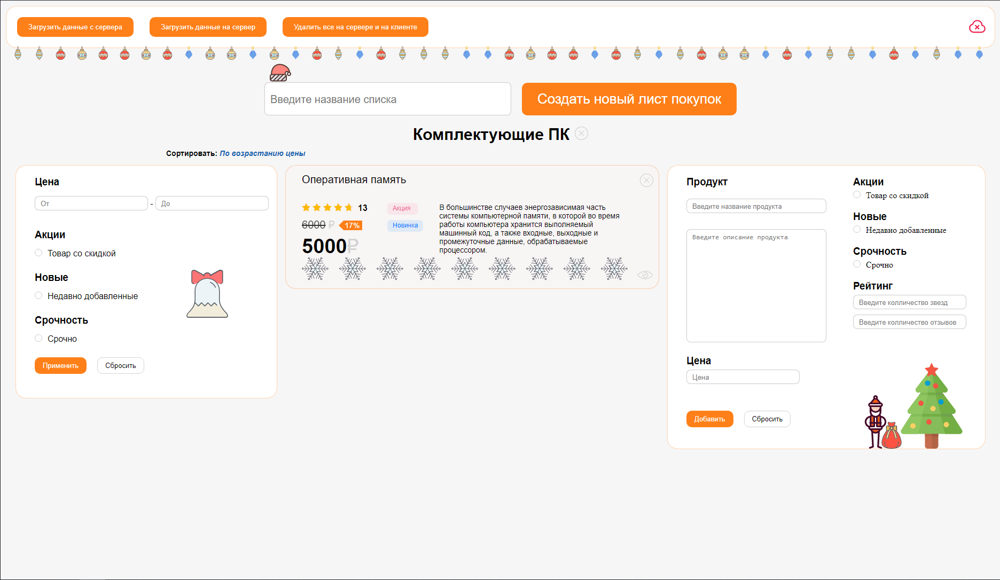 Загрузить данные с сервера
Загрузить данные на сервер
Удалить все на сервере и на клиенте
Введите название списка
Создать новый лист покупок
Комплектующие ПК
Сортировать: По возрастанию цены
Цена
От - До
Акции
Товар со скидкой
Новые
Недавно добавленные
Срочность
Срочно
Применить
Сбросить
Оперативная память
13
6000 ₽ 17%
5000₽
Акция
Новинка
В большинстве случаев энергозависимая часть
системы компьютерной памяти, в которой во время
работы компьютера хранится выполняемый
машинный код, а также входные, выходные и
промежуточные данные, обрабатываемые
процессором.
Продукт
Введите название продукта
Введите описание продукта
Цена
Цена
Добавить
Сбросить
Акции
Товар со скидкой
Новые
Недавно добавленные
Срочность
Срочно
Рейтинг
Введите колличество звезд
Введите колличество отзывов